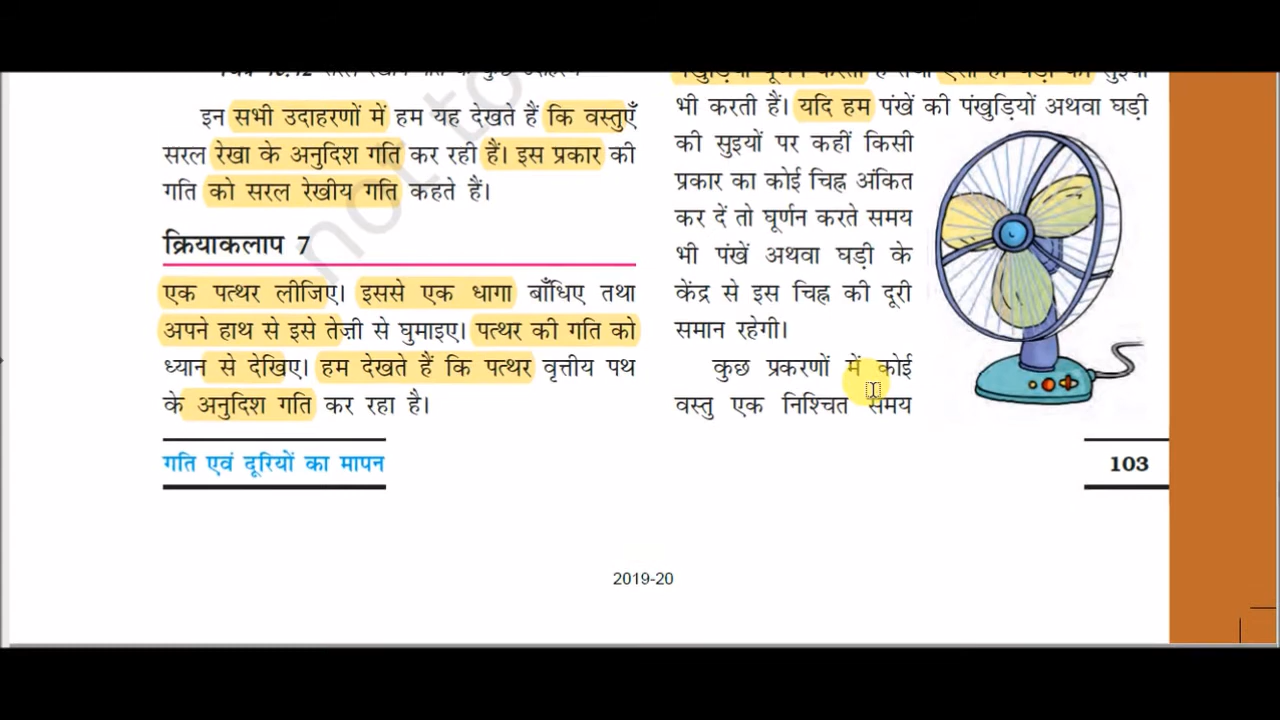 इन सभी उदाहरणों में हम यह देखते हैं कि वस्तुएँ
सरल रेखा के अनुदिश गति कर रही हैं। इस प्रकार की
गति को सरल रेखीय गति कहते हैं।
क्रियाकलाप 7
एक पत्थर लीजिए। इससे एक धागा बाँधिए तथा
अपने हाथ से इसे तेज़ी से घुमाइए। पत्थर की गति को
ध्यान से देखिए। हम देखते हैं कि पत्थर वृत्तीय पथ
के अनुदिश गति कर रहा है।
भी करती हैं। यदि हम पंखें की पंखुड़ियों अथवा घड़ी
की सुइयों पर कहीं किसी
प्रकार का कोई चिह्न अंकित
कर दें तो घूर्णन करते समय
भी पंखें अथवा घड़ी के
केंद्र से इस चिह्न की दूरी
समान रहेगी।
कुछ प्रकरणों में कोई
वस्तु एक निश्चित समय
गति एवं दूरियों का मापन
103
2019-20
not to